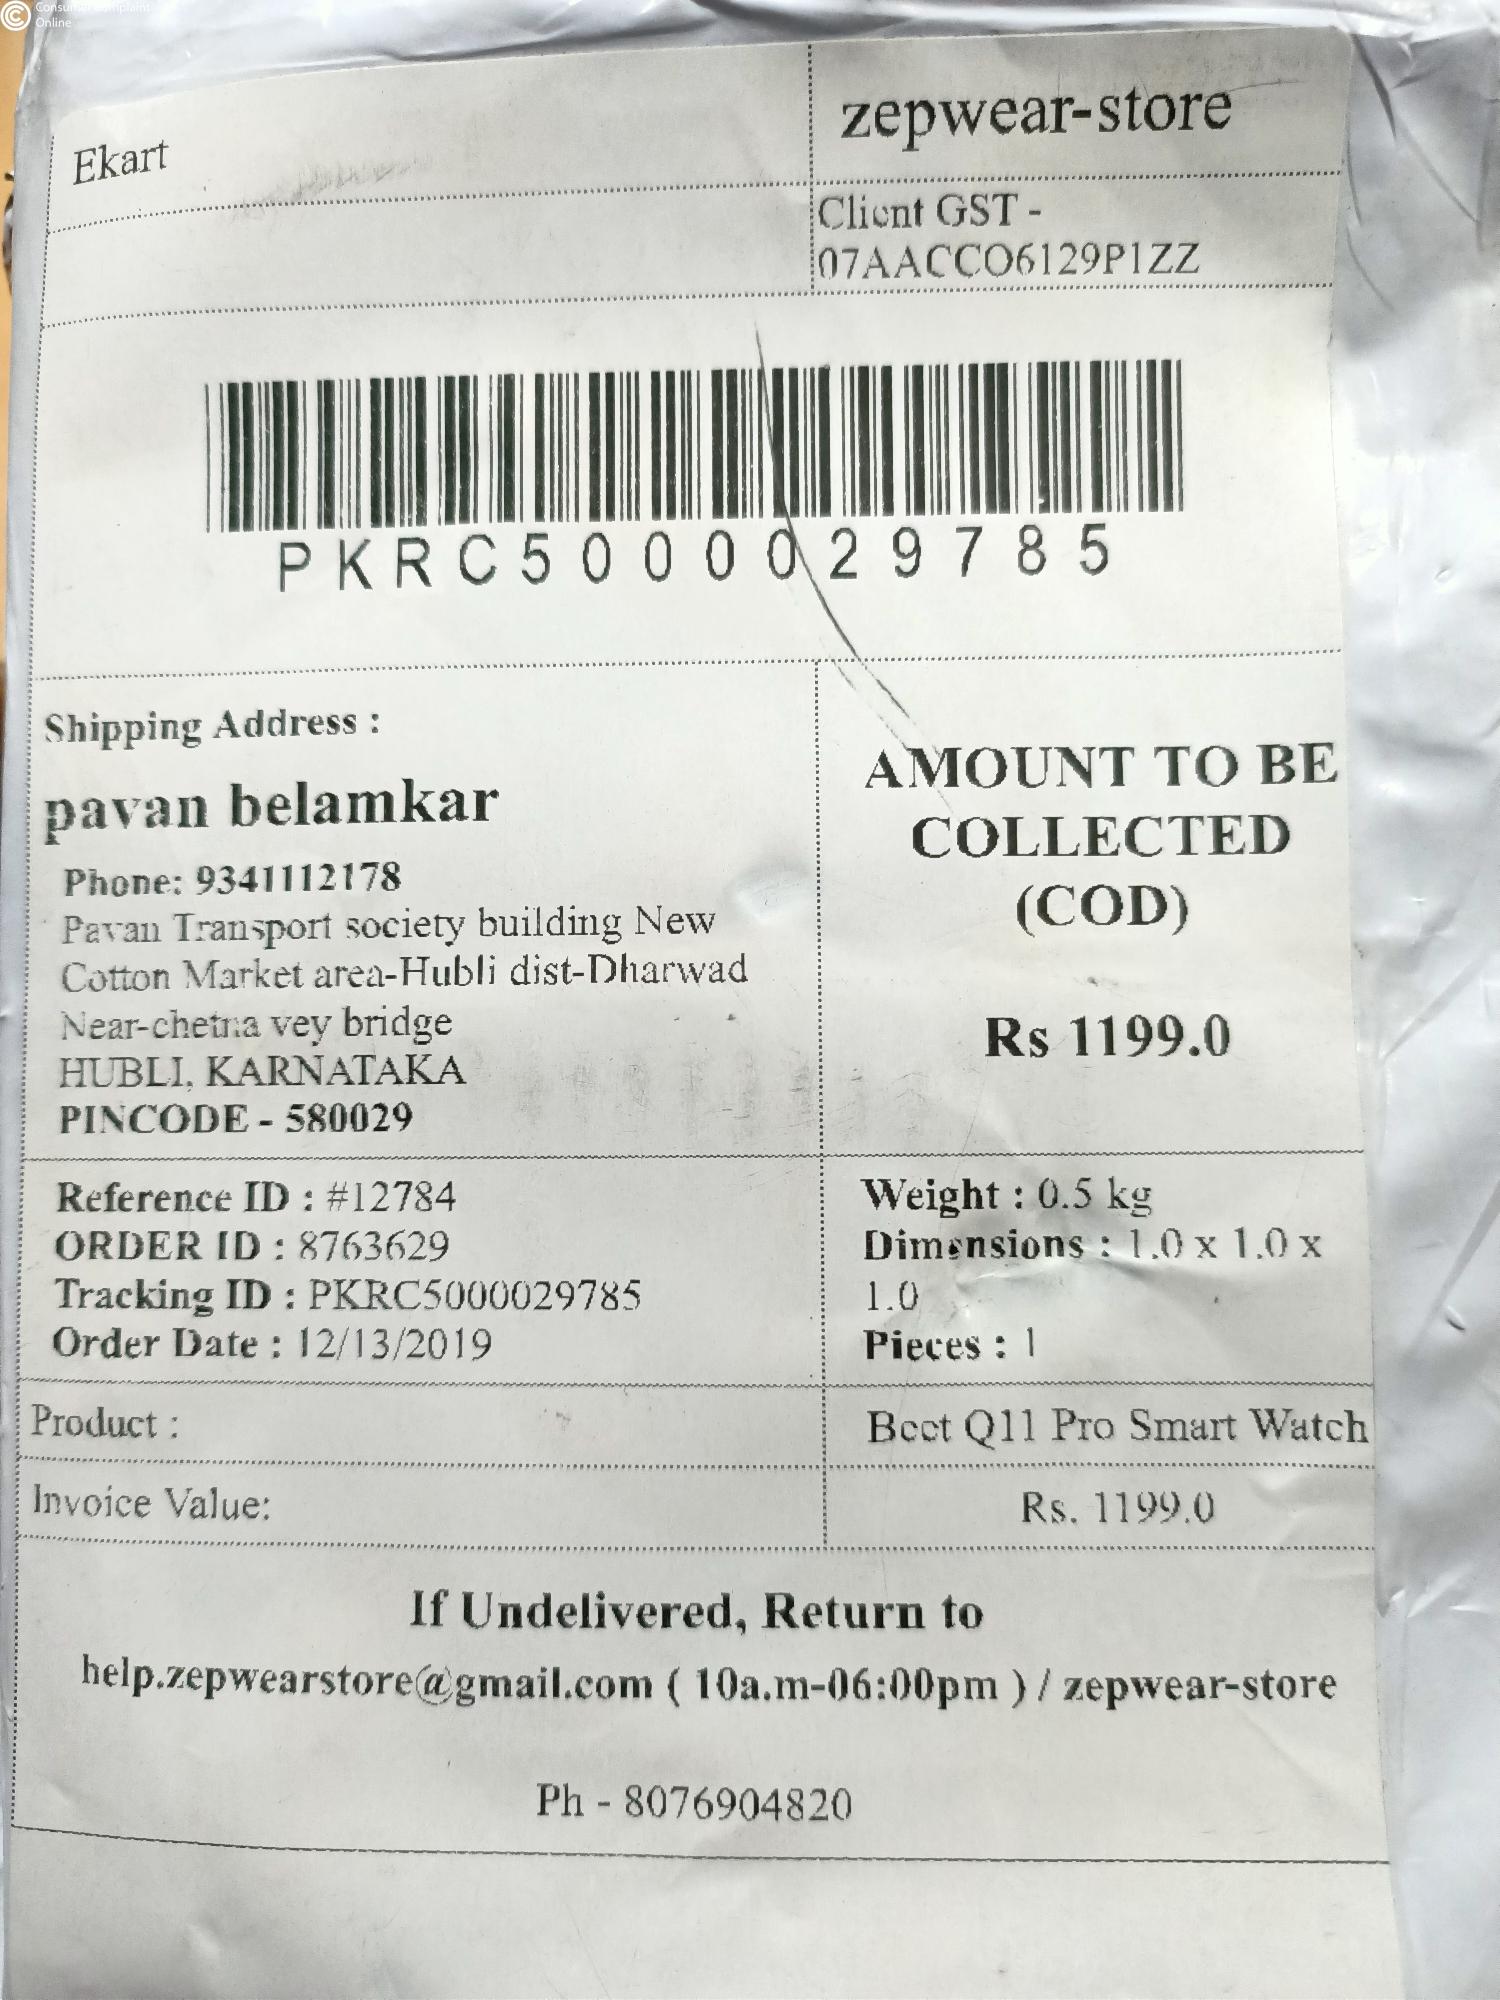 Consumer Complaint
Online
Ekart
zepwear-store
Client GST -
07AACCO6129P1ZZ
PKRC5000029785
Shipping Address :
pavan belamkar
Phone: 9341112178
Pavan Transport society building New
Cotton Market area-Hubli dist-Dharwad
Near-chetna vey bridge
HUBLI, KARNATAKA
PINCODE - 580029
AMOUNT TO BE
COLLECTED
(COD)
Rs 1199.0
Reference ID : #12784
ORDER ID : 8763629
Tracking ID : PKRC5000029785
Order Date : 12/13/2019
Weight : 0.5 kg
Dimensions : 1.0 x 1.0 x
1.0
Pieces : 1
Product :
Q11 Pro Smart Watch
Invoice Value:
Rs. 1199.0
If Undelivered, Return to
help.zepwearstore@gmail.com ( 10a.m-06:00pm ) / zepwear-store
Ph - 8076904820